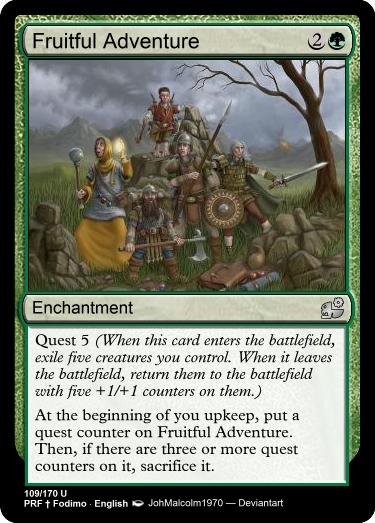 Fruitful Adventure 2
Enchantment
Quest 5 (When this card enters the battlefield,
exile five creatures you control. When it leaves
the battlefield, return them to the battlefield
with five +1/+1 counters on them.)
At the beginning of you upkeep, put a
quest counter on Fruitful Adventure.
Then, if there are three or more quest
counters on it, sacrifice it.
109/170 U
PRF † Fodimo · English JohMalcolm1970 — Deviantart